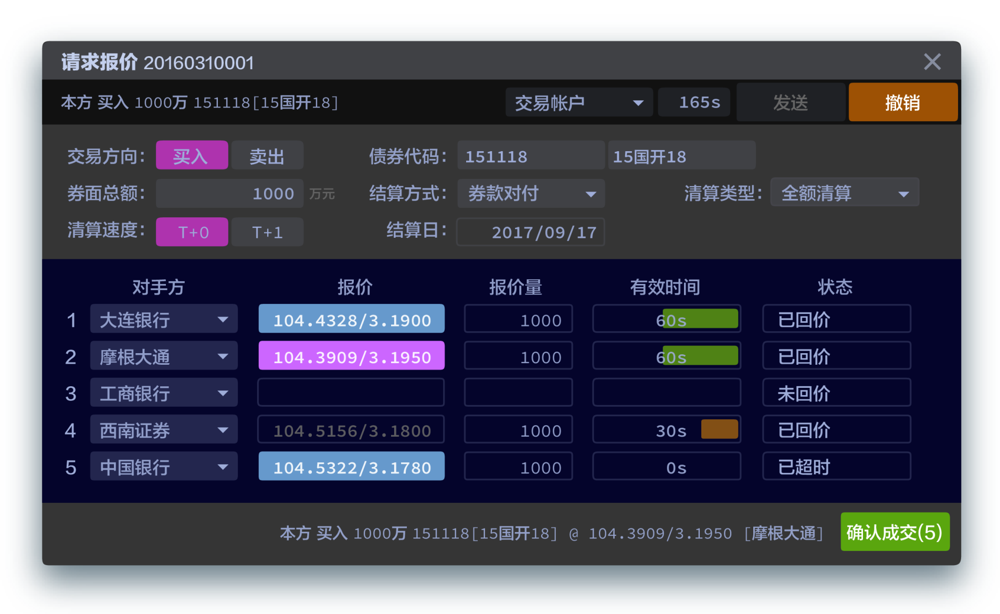 请求报价 20160310001
本方 买入 1000万 151118[15国开18] 交易帐户 165s 发送 撤销
交易方向: 买入 卖出 债券代码: 151118 15国开18
券面总额: 1000 万元 结算方式: 券款对付 清算类型: 全额清算
清算速度: T+0 T+1 结算日: 2017/09/17
对手方 报价 报价量 有效时间 状态
1 大连银行 104.4328/3.1900 1000 60s 已回价
2 摩根大通 104.3909/3.1950 1000 60s 已回价
3 工商银行 未回价
4 西南证券 104.5156/3.1800 1000 30s 已回价
5 中国银行 104.5322/3.1780 1000 0s 已超时
本方 买入 1000万 151118[15国开18] @ 104.3909/3.1950 [摩根大通] 确认成交(5)